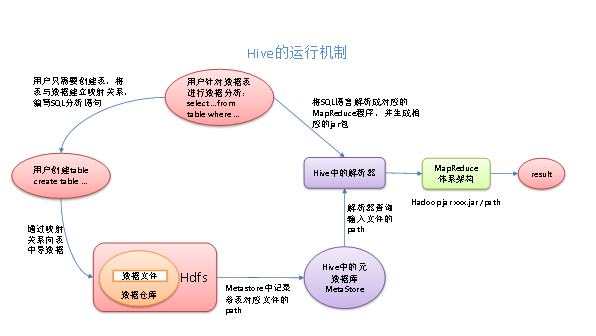 Hive的运行机制
用户只需要创建表，将
表与数据建立映射关系，
编写SQL分析语句
用户针对数据表
进行数据分析：
select ... from
table where ...
将SQL语言解析成对应的
MapReduce程序，并生成相
应的jar包
用户创建table
create table ...
Hive中的解析器
MapReduce
体系架构
result
Hadoop jar xxx.jar /path
通过映射
关系向表
中导数据
解析器查询
输入文件的
path
数据文件
数据仓库
Hdfs
Metastore中记录
着表对应文件的
path
Hive中的元
数据库
MetaStore